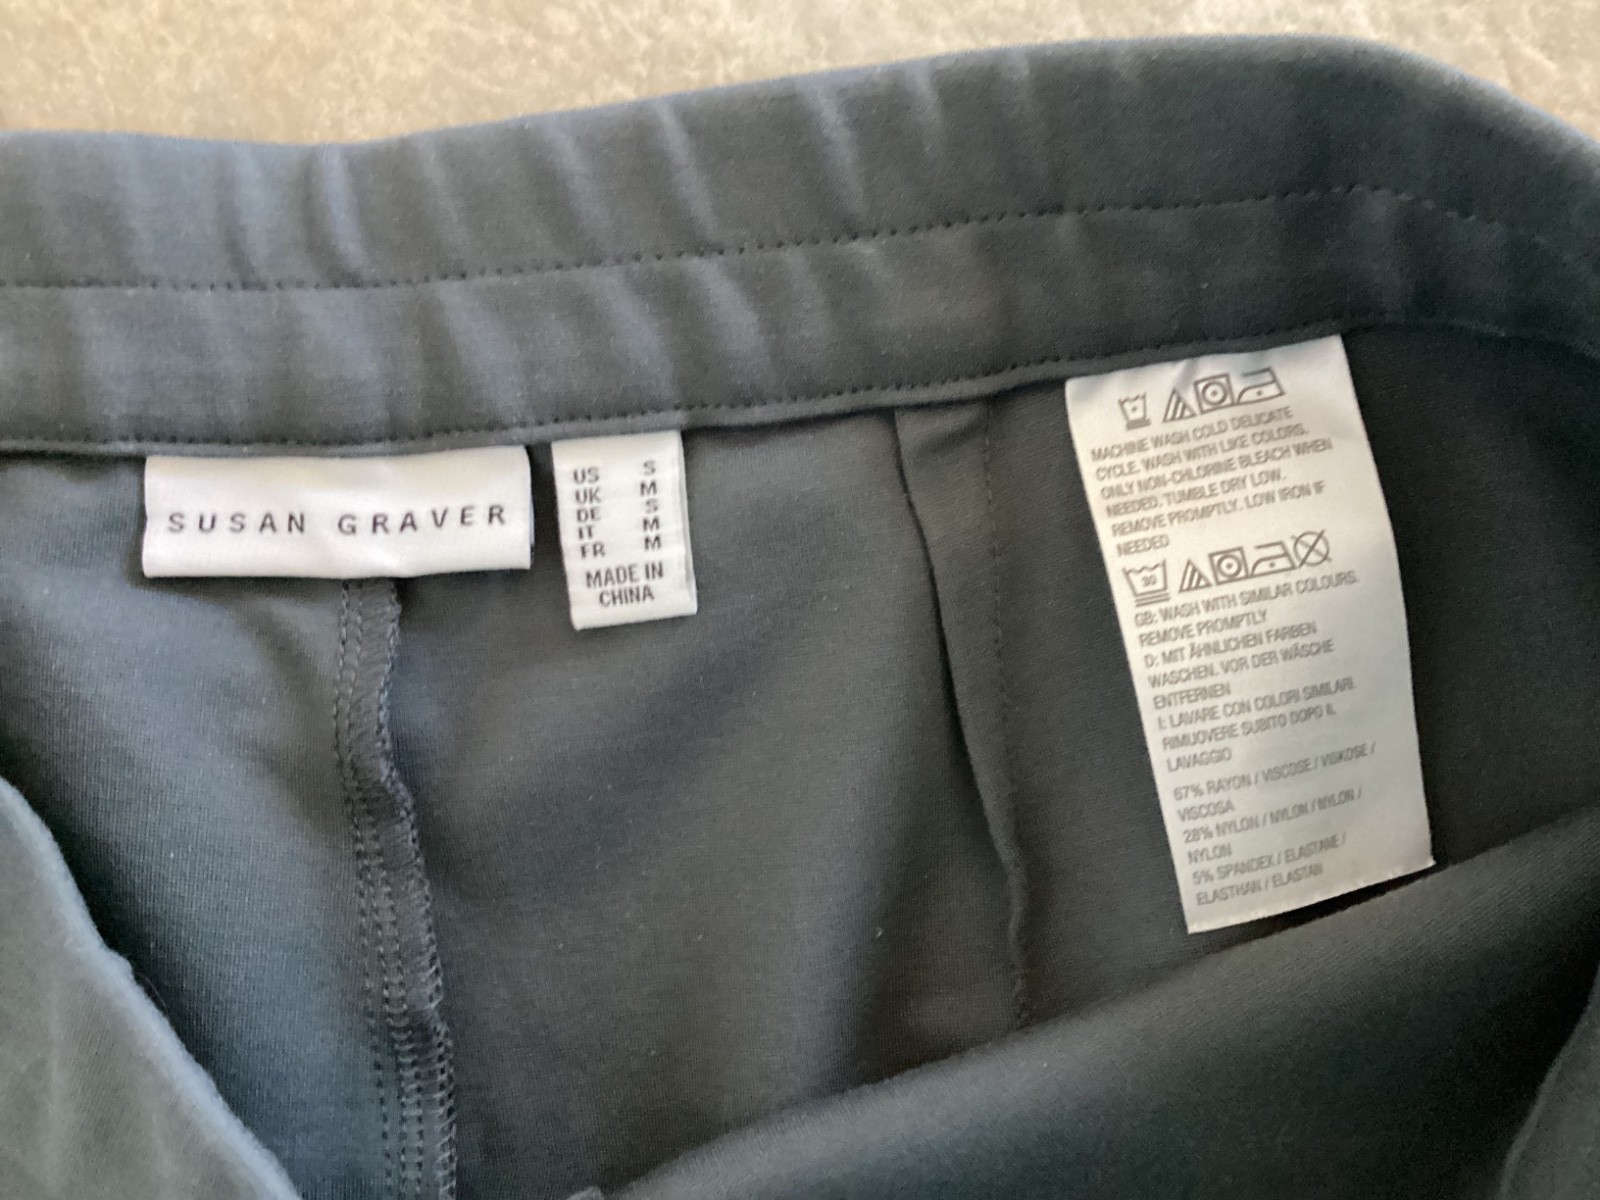 SUSAN GRAVER
US S
UK M
DE S
IT M
FR M
MADE IN
CHINA
MACHINE WASH COLD DELICATE
CYCLE. WASH WITH LIKE COLORS.
ONLY NON-CHLORINE BLEACH WHEN
NEEDED. TUMBLE DRY LOW.
REMOVE PROMPTLY. LOW IRON IF
NEEDED
30
GB: WASH WITH SIMILAR COLOURS.
REMOVE PROMPTLY
D: MIT ÄHNLICHEN FARBEN
WASCHEN. VOR DER WÄSCHE
ENTFERNEN
I: LAVARE CON COLORI SIMILARI.
RIMUOVERE SUBITO DOPO IL
LAVAGGIO
67% RAYON / VISCOSE / VISKOSE /
VISCOSA
28% NYLON / NYLON / NYLON /
NYLON
5% SPANDEX / ELASTANE /
ELASTHAN / ELASTAN